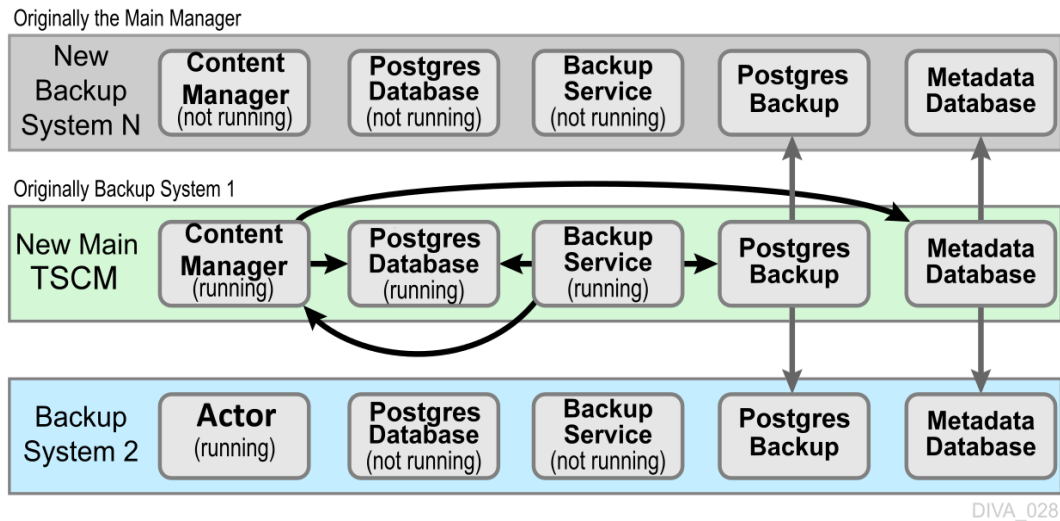 Originally the Main Manager
New
Backup
System N
Content
Manager
(not running)
Postgres
Database
(not running)
Backup
Service
(not running)
Postgres
Backup
Metadata
Database
Originally Backup System 1
New Main
TSCM
Content
Manager
(running)
Postgres
Database
(running)
Backup
Service
(running)
Postgres
Backup
Metadata
Database
Backup
System 2
Actor
(running)
Postgres
Database
(not running)
Backup
Service
(not running)
Postgres
Backup
Metadata
Database
DIVA_028